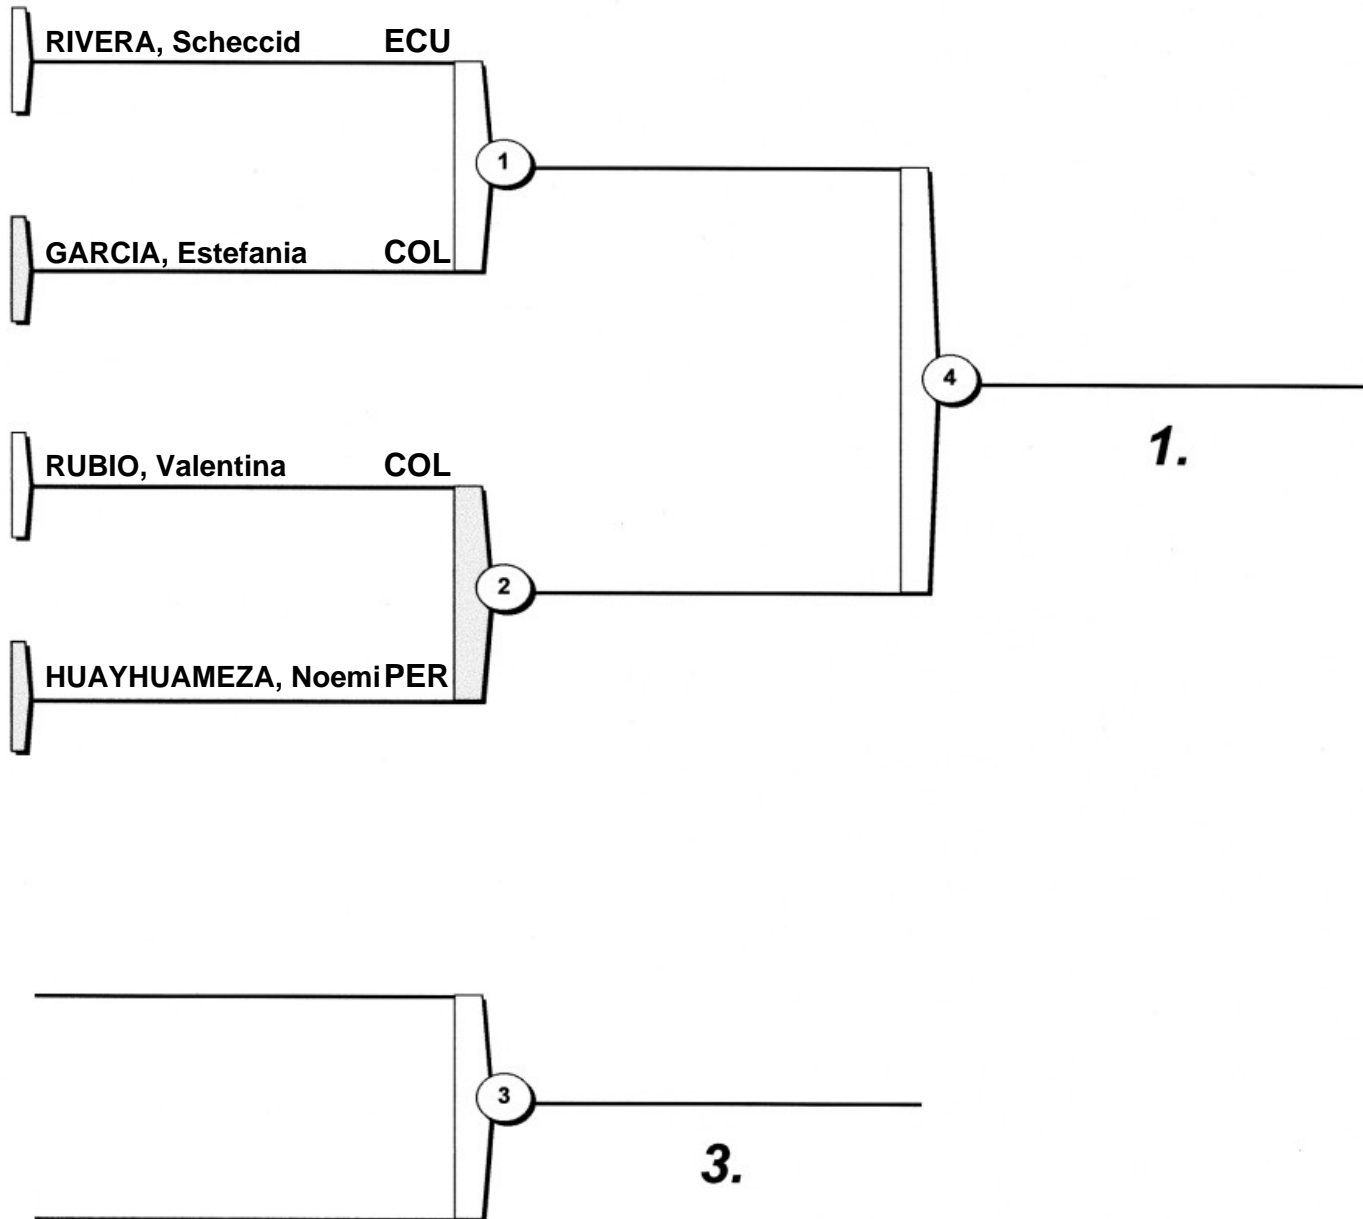 RIVERA, Scheccid ECU
1
GARCIA, Estefania COL
4
1.
RUBIO, Valentina COL
2
HUAYHUAMEZA, Noemi PER
3
3.